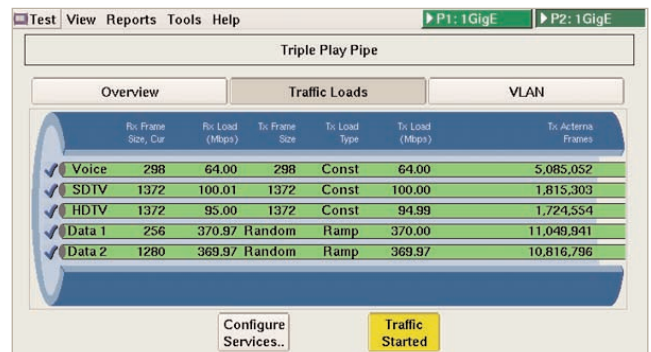 Test View Reports Tools Help P1: 1GigE P2: 1GigE
Triple Play Pipe
Overview Traffic Loads VLAN
Rx Frame Size, Cur Rx Load (Mbps) Tx Frame Size Tx Load Type Tx Load (Mbps) Tx Acterna Frames
Voice 298 64.00 298 Const 64.00 5,085,052
SDTV 1372 100.01 1372 Const 100.00 1,815,303
HDTV 1372 95.00 1372 Const 94.99 1,724,554
Data 1 256 370.97 Random Ramp 370.00 11,049,941
Data 2 1280 369.97 Random Ramp 369.97 10,816,796
Configure Services.. Traffic Started